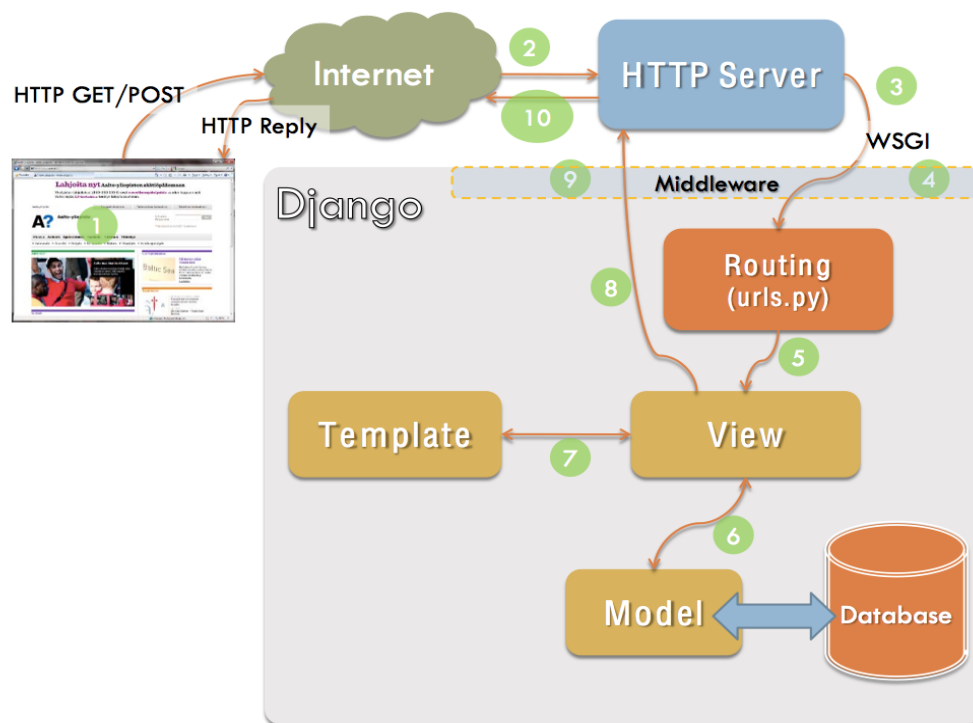 Internet
2
HTTP Server
3
HTTP GET/POST
10
HTTP Reply
WSGI
Lahjoita nyt!
9
Middleware
4
Django
A?
1
Routing
(urls.py)
8
5
Template
7
View
6
Model
Database